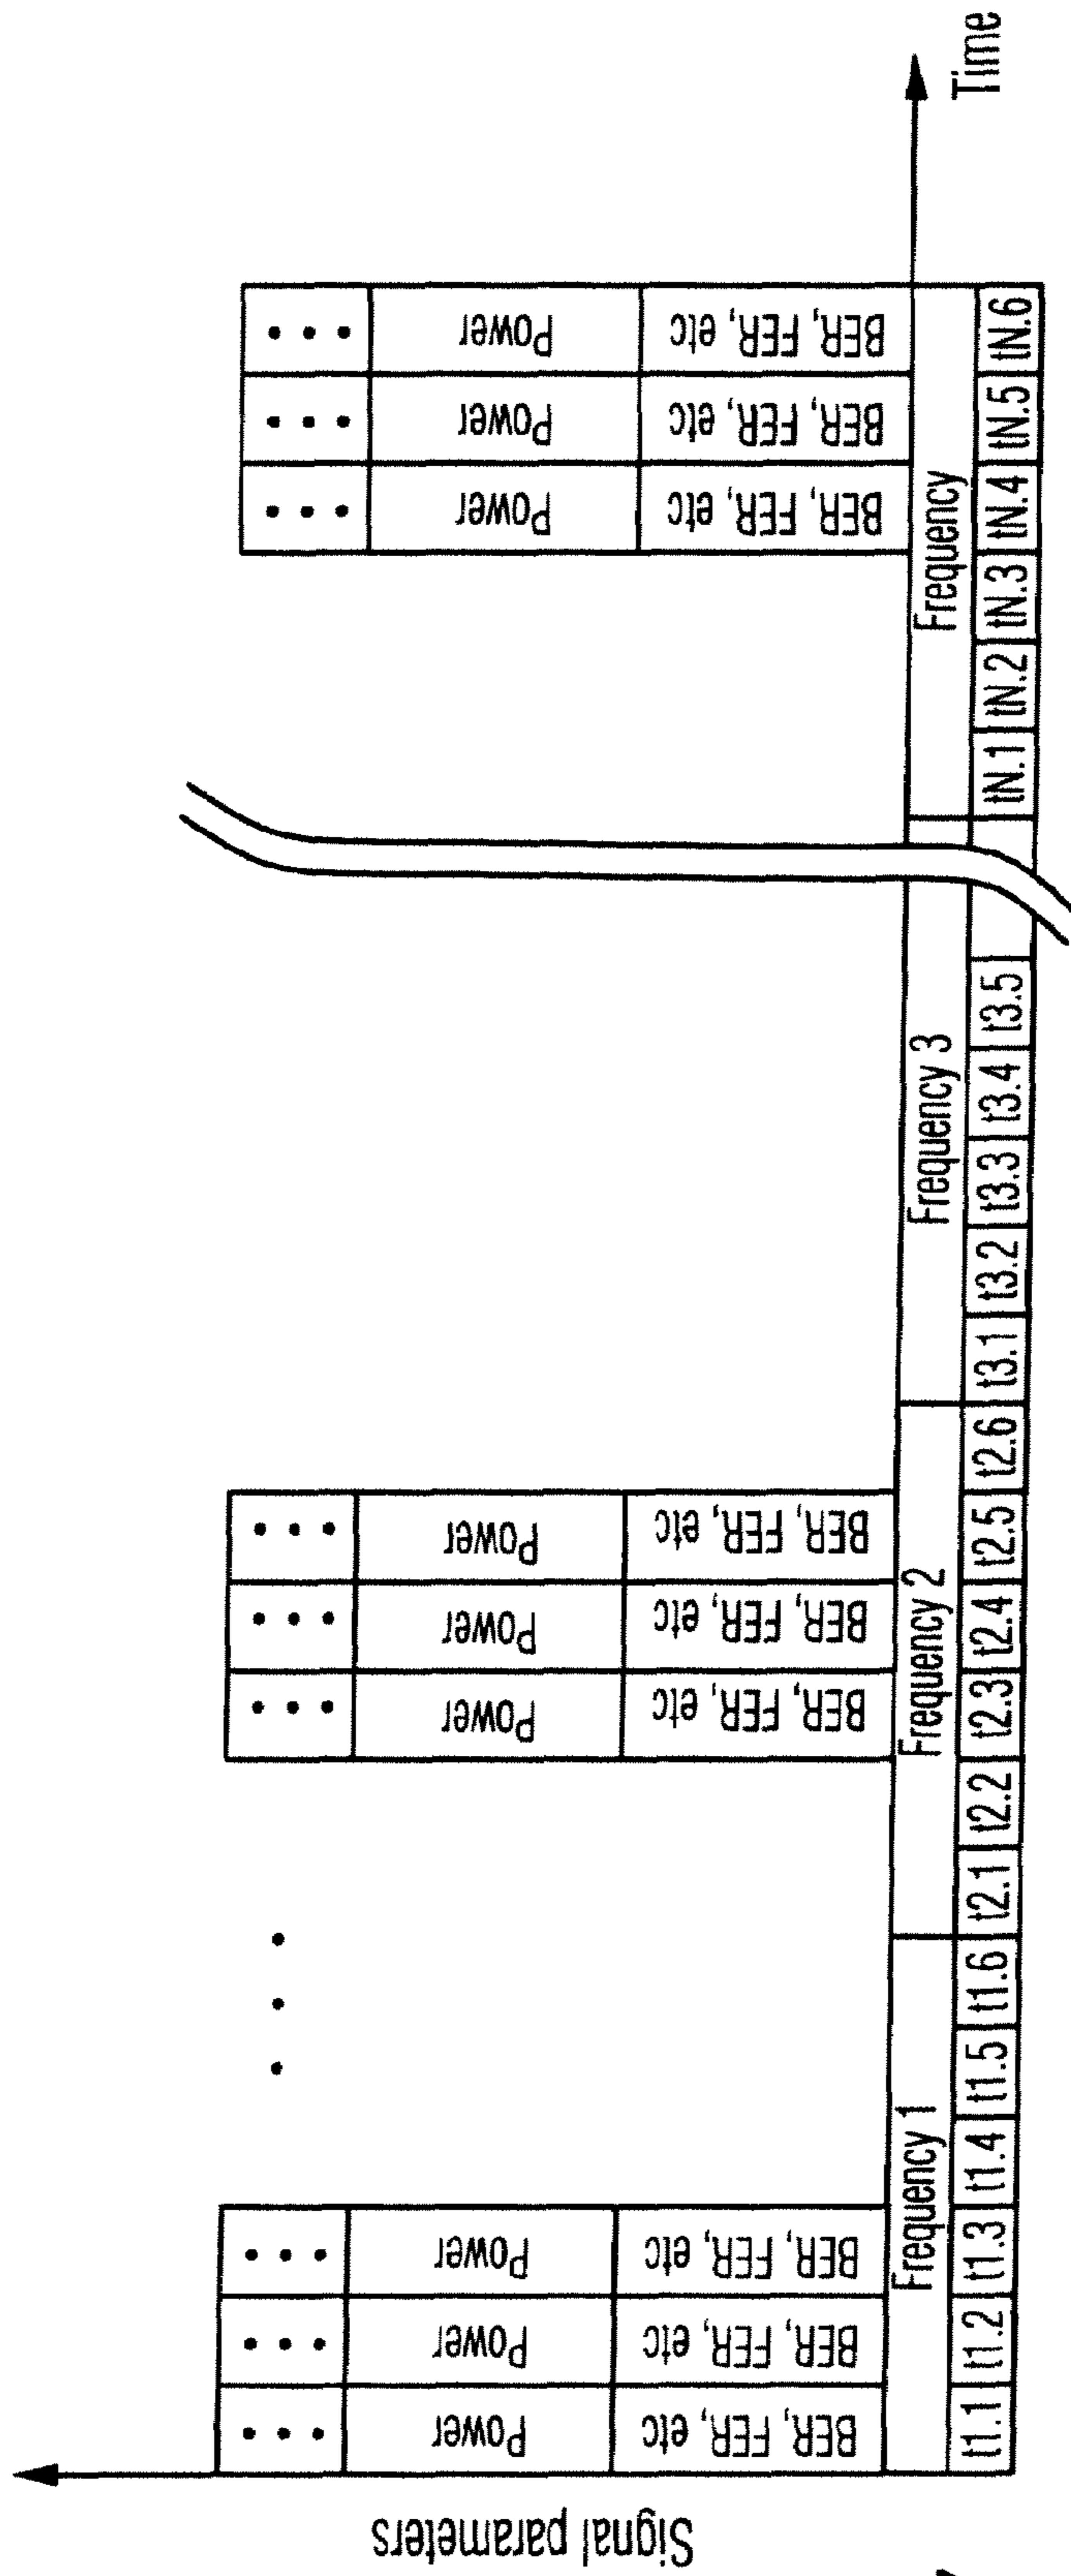 Signal parameters
• • •
• • •
• • •
Power
Power
Power
BER, FER, etc
BER, FER, etc
BER, FER, etc
• • •
• • •
• • •
• • •
Power
Power
Power
BER, FER, etc
BER, FER, etc
BER, FER, etc
• • •
• • •
• • •
Power
Power
Power
BER, FER, etc
BER, FER, etc
BER, FER, etc
Frequency 1
Frequency 2
Frequency 3
Frequency
t1.1 t1.2 t1.3 t1.4 t1.5 t1.6 t2.1 t2.2 t2.3 t2.4 t2.5 t2.6 t3.1 t3.2 t3.3 t3.4 t3.5 tN.1 tN.2 tN.3 tN.4 tN.5 tN.6
Time